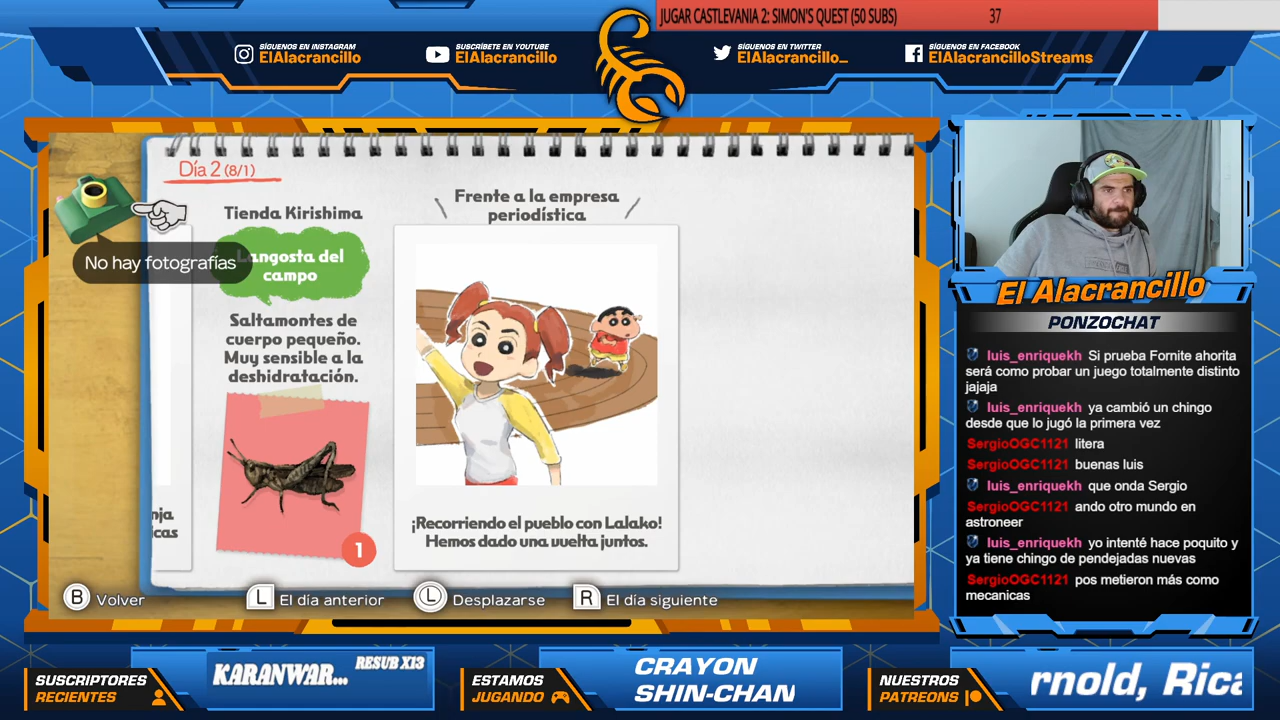 JUGAR CASTLEVANIA 2: SIMON'S QUEST (50 SUBS)
37
SÍGUENOS EN INSTAGRAM
ElAlacrancillo
SUSCRÍBETE EN YOUTUBE
ElAlacrancillo
SÍGUENOS EN TWITTER
ElAlacrancillo_
SÍGUENOS EN FACEBOOK
ElAlacrancilloStreams
Día 2 (8/1)
No hay fotografías
Tienda Kirishima
Langosta del
campo
Saltamontes de
cuerpo pequeño.
Muy sensible a la
deshidratación.
1
Frente a la empresa
periodística
¡Recorriendo el pueblo con Lalako!
Hemos dado una vuelta juntos.
B Volver
L El día anterior
L Desplazarse
R El día siguiente
El Alacrancillo
PONZOCHAT
luis_enriquekh Si prueba Fornite ahorita
será como probar un juego totalmente distinto
jajaja
luis_enriquekh ya cambió un chingo
desde que lo jugó la primera vez
SergioOGC1121 litera
SergioOGC1121 buenas luis
luis_enriquekh que onda Sergio
SergioOGC1121 ando otro mundo en
astroneer
luis_enriquekh yo intenté hace poquito y
ya tiene chingo de pendejadas nuevas
SergioOGC1121 pos metieron más como
mecanicas
SUSCRIPTORES
RECIENTES
KARANWAR...
RESUB X13
ESTAMOS
JUGANDO
CRAYON
SHIN-CHAN
NUESTROS
PATREONS
rnold, Rica